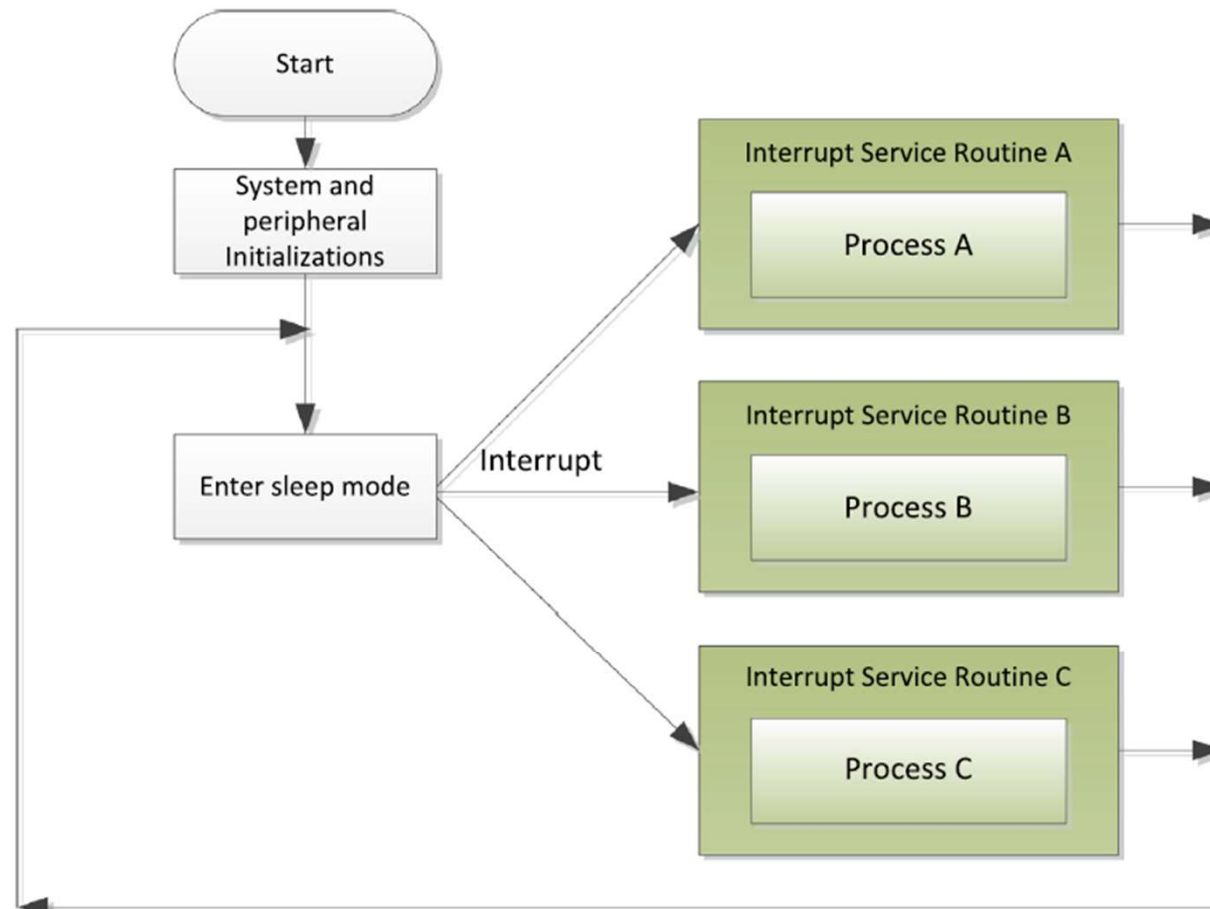 Start
System and
peripheral
Initializations
Enter sleep mode
Interrupt
Interrupt Service Routine A
Process A
Interrupt Service Routine B
Process B
Interrupt Service Routine C
Process C